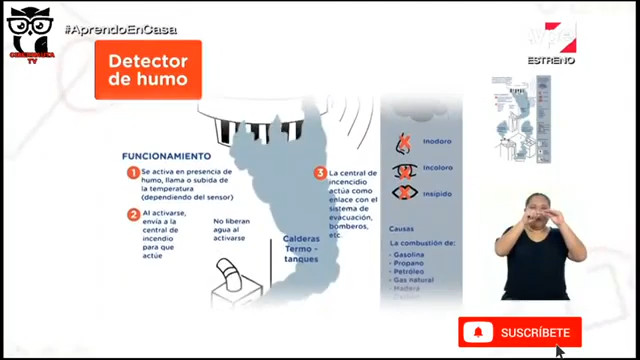 #AprendoEnCasa
TV
ESTRENO
Detector
de humo
FUNCIONAMIENTO
1 Se activa en presencia de
humo, llama o subida de
la temperatura
(dependiendo del sensor)
2 Al activarse,
envía a la
central de
incendio
para que
actúe
No liberan
agua al
activarse
3 La central de
incendicio
actúa como
enlace con el
sistema de
evacuación,
bomberos,
etc.
Calderas
Termo -
tanques
Inodoro
Incoloro
Insípido
Causas
La combustión de:
- Gasolina
- Propano
- Petróleo
- Gas natural
- Madera
SUSCRÍBETE